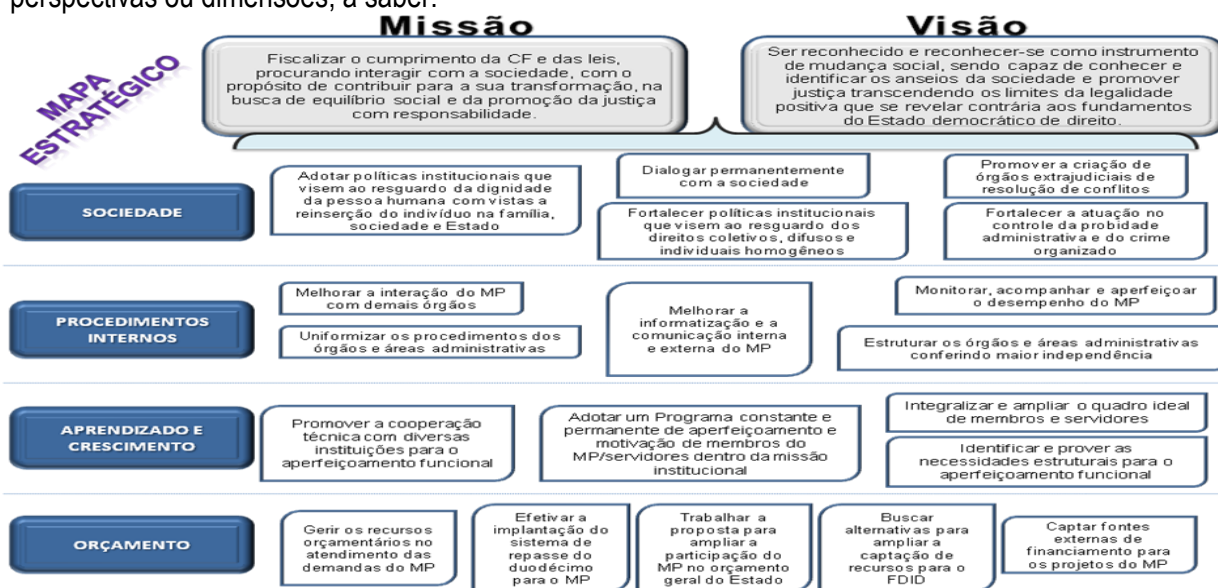 perspectivas ou dimensões, a saber:
Missão
Visão
MAPA
ESTRATÉGICO
Fiscalizar o cumprimento da CF e das leis,
procurando interagir com a sociedade, com o
propósito de contribuir para a sua transformação, na
busca de equilíbrio social e da promoção da justiça
com responsabilidade.
Ser reconhecido e reconhecer-se como instrumento
de mudança social, sendo capaz de conhecer e
identificar os anseios da sociedade e promover
justiça transcendendo os limites da legalidade
positiva que se revelar contrária aos fundamentos
do Estado democrático de direito.
SOCIEDADE
Adotar políticas institucionais que
visem ao resguardo da dignidade
da pessoa humana com vistas a
reinserção do indivíduo na família,
sociedade e Estado
Dialogar permanentemente
com a sociedade
Fortalecer políticas institucionais
que visem ao resguardo dos
direitos coletivos, difusos e
individuais homogêneos
Promover a criação de
órgãos extrajudiciais de
resolução de conflitos
Fortalecer a atuação no
controle da probidade
administrativa e do crime
organizado
PROCEDIMENTOS
INTERNOS
Melhorar a interação do MP
com demais órgãos
Uniformizar os procedimentos dos
órgãos e áreas administrativas
Melhorar a
informatização e a
comunicação interna
e externa do MP
Monitorar, acompanhar e aperfeiçoar
o desempenho do MP
Estruturar os órgãos e áreas administrativas
conferindo maior independência
APRENDIZADO E
CRESCIMENTO
Promover a cooperação
técnica com diversas
instituições para o
aperfeiçoamento funcional
Adotar um Programa constante e
permanente de aperfeiçoamento e
motivação de membros do
MP/servidores dentro da missão
institucional
Integralizar e ampliar o quadro ideal
de membros e servidores
Identificar e prover as
necessidades estruturais para o
aperfeiçoamento funcional
ORÇAMENTO
Gerir os recursos
orçamentários no
atendimento das
demandas do MP
Efetivar a
implantação do
sistema de
repasse do
duodécimo
para o MP
Trabalhar a
proposta para
ampliar a
participação do
MP no orçamento
geral do Estado
Buscar
alternativas para
ampliar a
captação de
recursos para o
FDID
Captar fontes
externas de
financiamento para
os projetos do MP